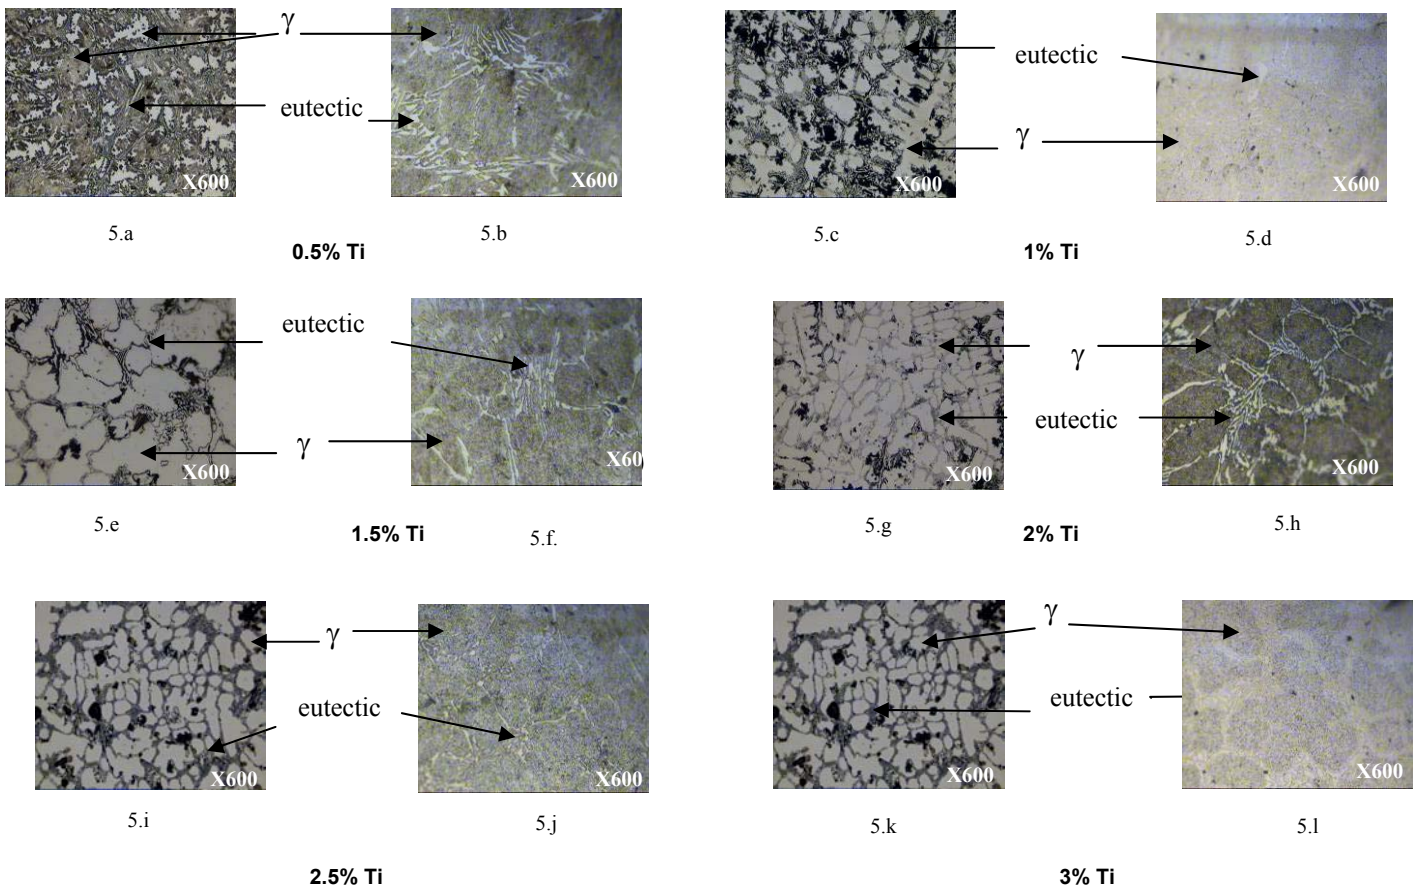 γ
eutectic
X600
X600
5.a
5.b
0.5% Ti
eutectic
γ
X600
X600
5.c
5.d
1% Ti
eutectic
γ
X600
X60
5.e
5.f.
1.5% Ti
γ
eutectic
X600
X600
5.g
5.h
2% Ti
γ
eutectic
X600
X600
5.i
5.j
2.5% Ti
γ
eutectic
X600
X600
5.k
5.l
3% Ti